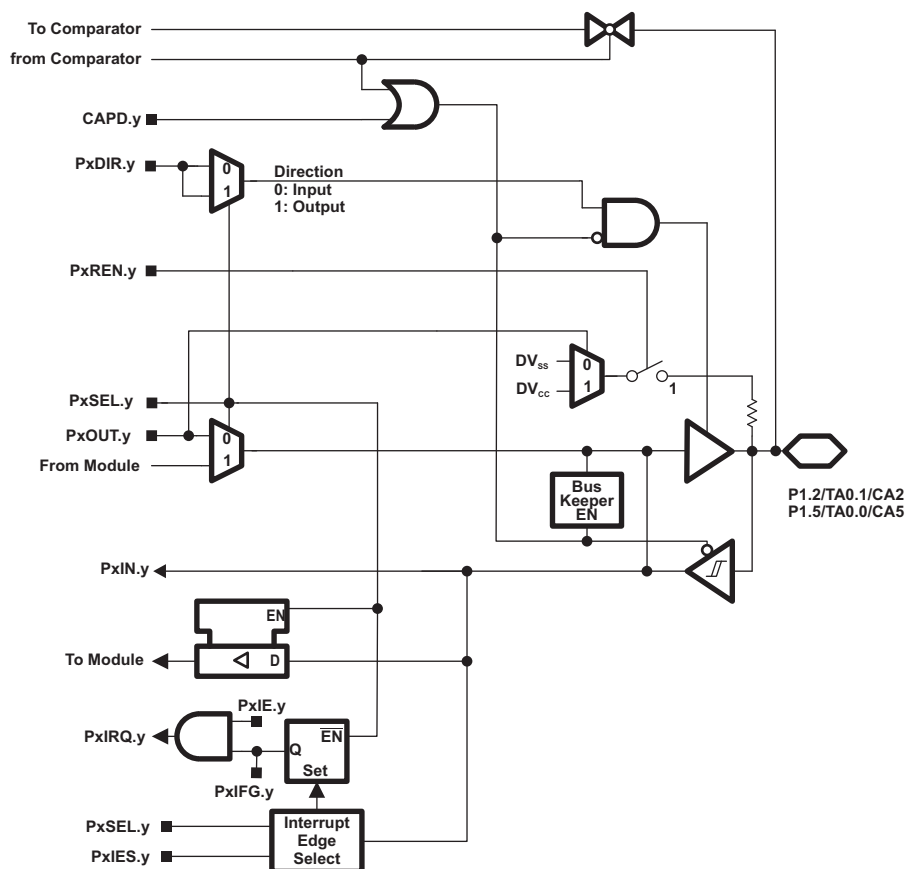 To Comparator
from Comparator
CAPD.y
PxDIR.y
0
1
Direction
0: Input
1: Output
PxREN.y
DVSS
DVCC
0
1
1
PxSEL.y
PxOUT.y
From Module
0
1
Bus
Keeper
EN
P1.2/TA0.1/CA2
P1.5/TA0.0/CA5
PxIN.y
EN
To Module
D
PxIE.y
PxIRQ.y
Q
EN
Set
PxIFG.y
PxSEL.y
PxIES.y
Interrupt
Edge
Select